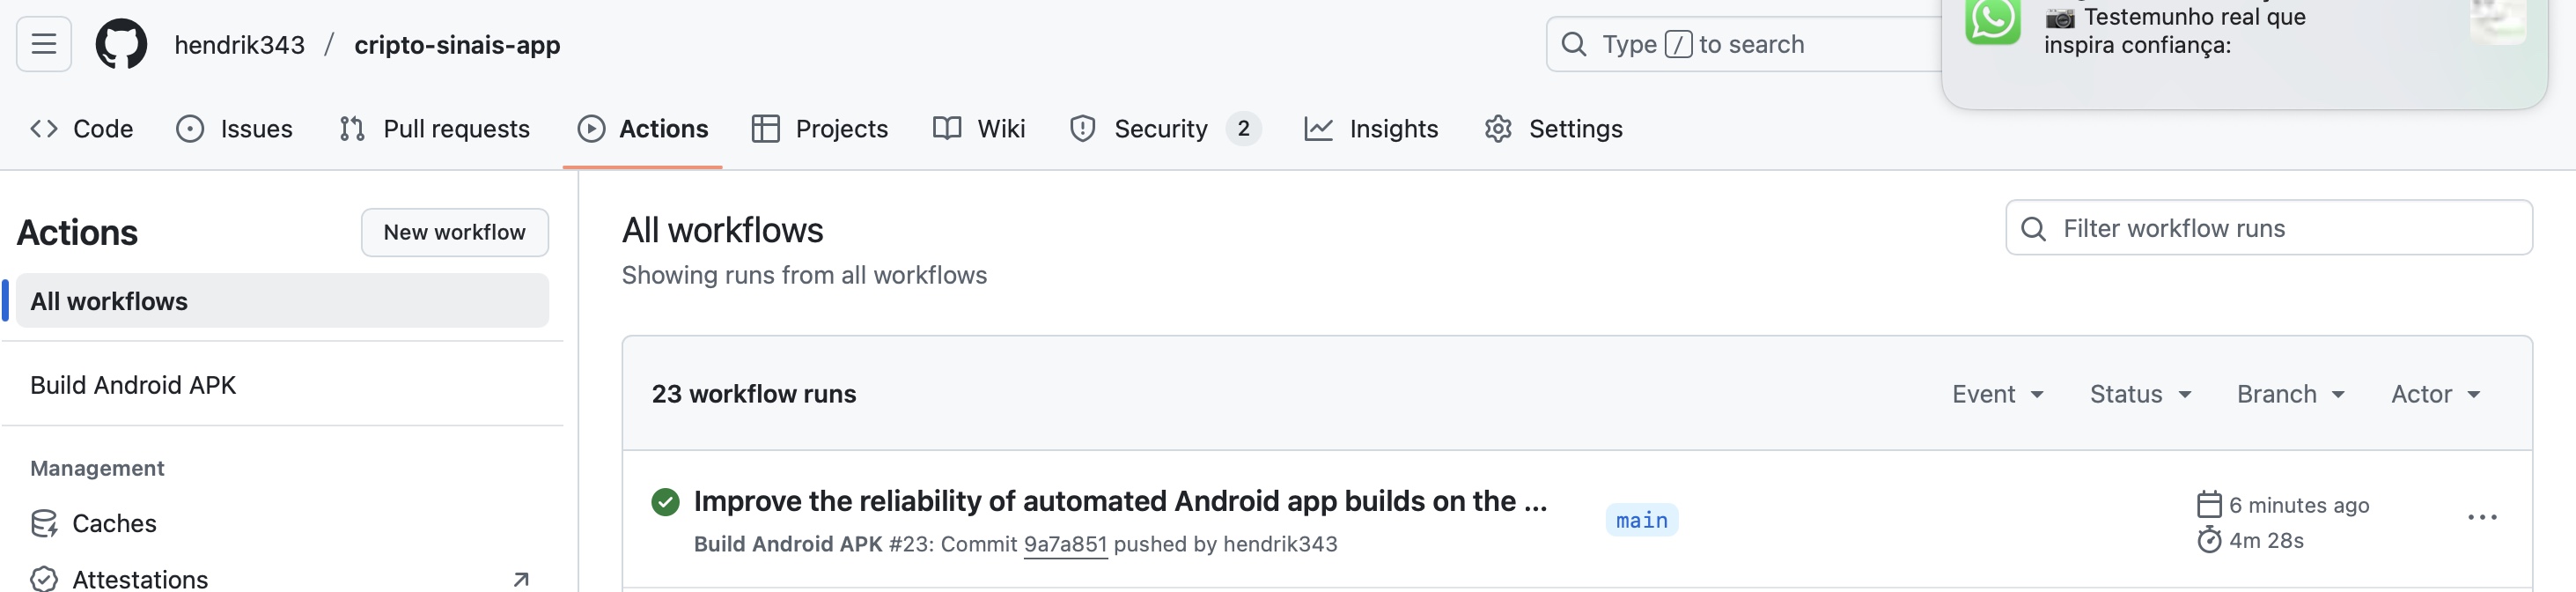 hendrik343 / cripto-sinais-app
Type / to search
📷 Testemunho real que
inspira confiança:
Code
Issues
Pull requests
Actions
Projects
Wiki
Security 2
Insights
Settings
Actions
New workflow
All workflows
Build Android APK
Management
Caches
Attestations
All workflows
Showing runs from all workflows
Filter workflow runs
23 workflow runs
Event
Status
Branch
Actor
Improve the reliability of automated Android app builds on the ...
Build Android APK #23: Commit 9a7a851 pushed by hendrik343
main
6 minutes ago
4m 28s